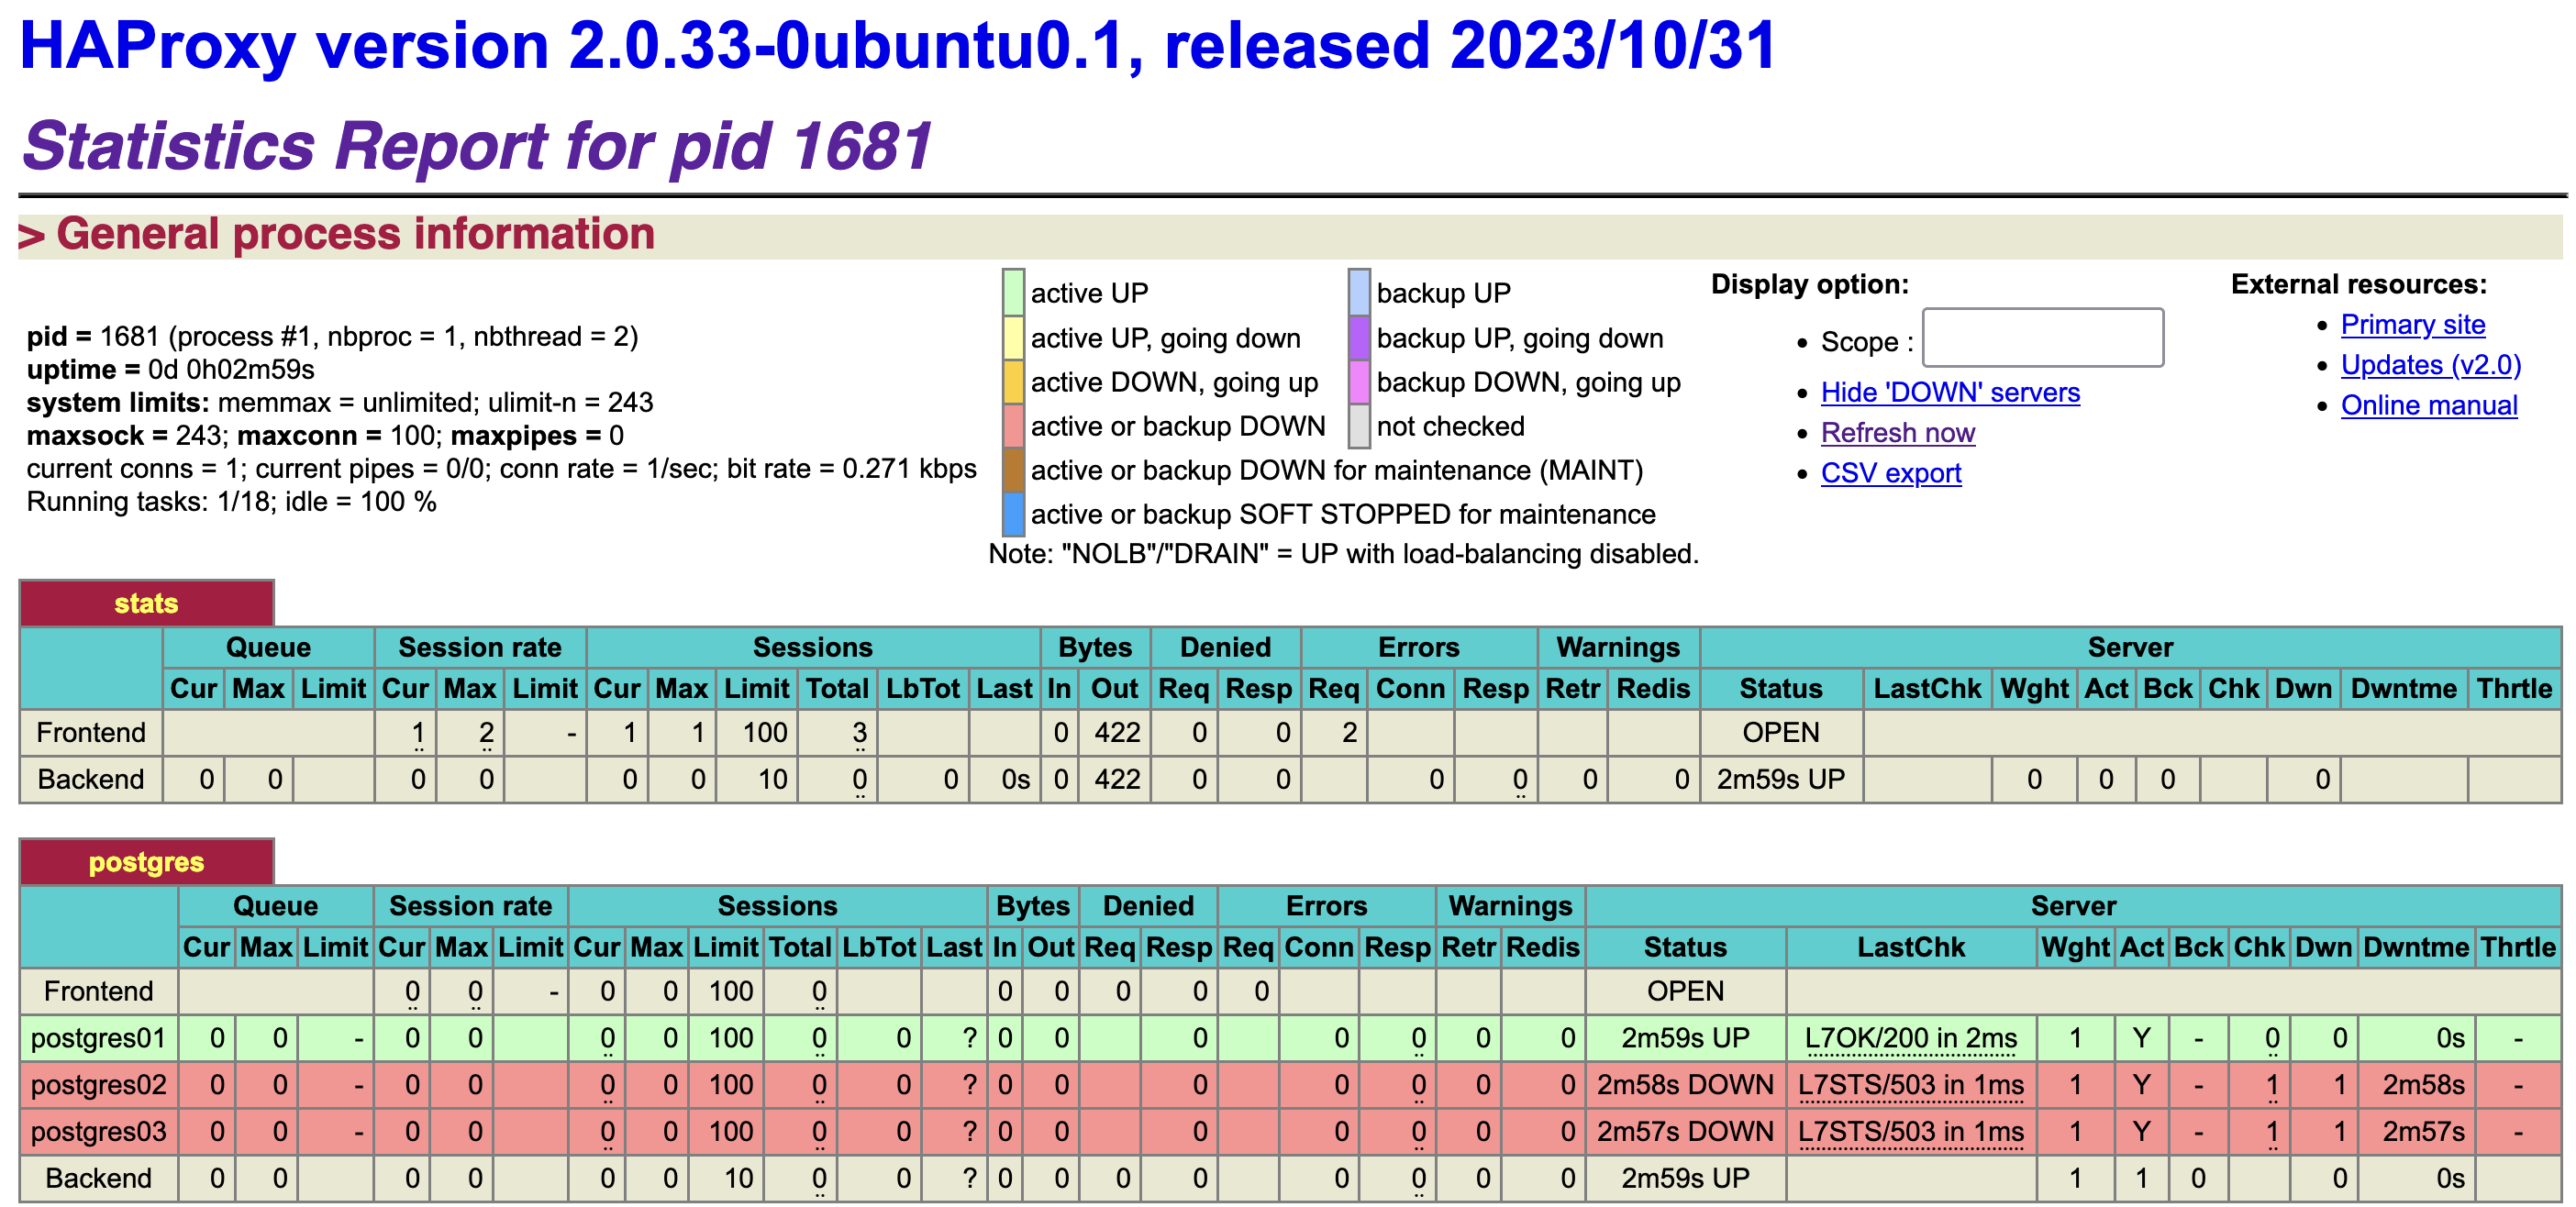 HAProxy version 2.0.33-0ubuntu0.1, released 2023/10/31
Statistics Report for pid 1681
> General process information
pid = 1681 (process #1, nbproc = 1, nbthread = 2)
uptime = 0d 0h02m59s
system limits: memmax = unlimited; ulimit-n = 243
maxsock = 243; maxconn = 100; maxpipes = 0
current conns = 1; current pipes = 0/0; conn rate = 1/sec; bit rate = 0.271 kbps
Running tasks: 1/18; idle = 100 %
active UP backup UP
active UP, going down backup UP, going down
active DOWN, going up backup DOWN, going up
active or backup DOWN not checked
active or backup DOWN for maintenance (MAINT)
active or backup SOFT STOPPED for maintenance
Note: "NOLB"/"DRAIN" = UP with load-balancing disabled.
Display option:
• Scope :
• Hide 'DOWN' servers
• Refresh now
• CSV export
External resources:
• Primary site
• Updates (v2.0)
• Online manual
stats
Queue Session rate Sessions Bytes Denied Errors Warnings Server
Cur Max Limit Cur Max Limit Cur Max Limit Total LbTot Last In Out Req Resp Req Conn Resp Retr Redis Status LastChk Wght Act Bck Chk Dwn Dwntme Thrtle
Frontend 1 2 - 1 1 100 3 0 422 0 0 2 OPEN
Backend 0 0 0 0 0 0 10 0 0 0s 0 422 0 0 0 0 0 0 2m59s UP 0 0 0 0
postgres
Queue Session rate Sessions Bytes Denied Errors Warnings Server
Cur Max Limit Cur Max Limit Cur Max Limit Total LbTot Last In Out Req Resp Req Conn Resp Retr Redis Status LastChk Wght Act Bck Chk Dwn Dwntme Thrtle
Frontend 0 0 - 0 0 100 0 0 0 0 0 0 OPEN
postgres01 0 0 - 0 0 0 0 100 0 0 ? 0 0 0 0 0 0 0 2m59s UP L7OK/200 in 2ms 1 Y - 0 0 0s -
postgres02 0 0 - 0 0 0 0 100 0 0 ? 0 0 0 0 0 0 0 2m58s DOWN L7STS/503 in 1ms 1 Y - 1 1 2m58s -
postgres03 0 0 - 0 0 0 0 100 0 0 ? 0 0 0 0 0 0 0 2m57s DOWN L7STS/503 in 1ms 1 Y - 1 1 2m57s -
Backend 0 0 0 0 0 0 10 0 0 ? 0 0 0 0 0 0 0 0 2m59s UP 1 1 0 0 0s